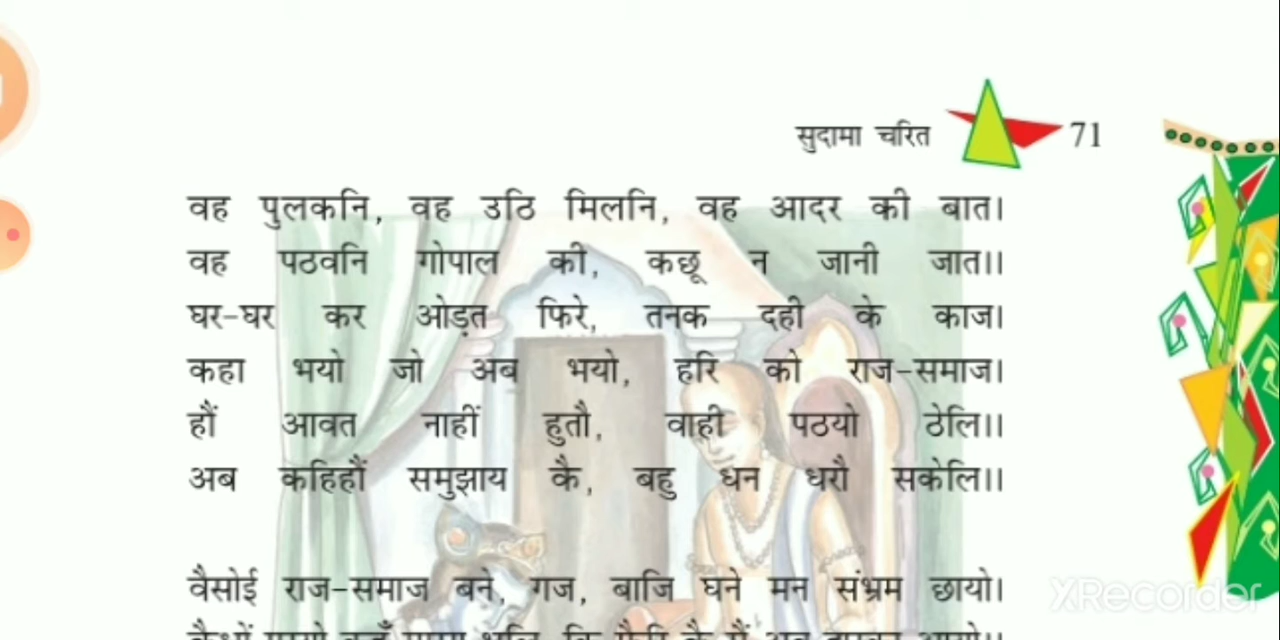 सुदामा चरित 71
वह पुलकनि, वह उठि मिलनि, वह आदर की बात।
वह पठवनि गोपाल की, कछू न जानी जात॥
घर-घर कर ओड़त फिरे, तनक दही के काज।
कहा भयो जो अब भयो, हरि को राज-समाज।
हौं आवत नाहीं हुतौ, वाही पठयो ठेलि॥
अब कहिहौं समुझाय कै, बहु धन धरौ सकेलि॥
वैसोई राज-समाज बने, गज, बाजि घने मन संभ्रम छायो।
XRecorder